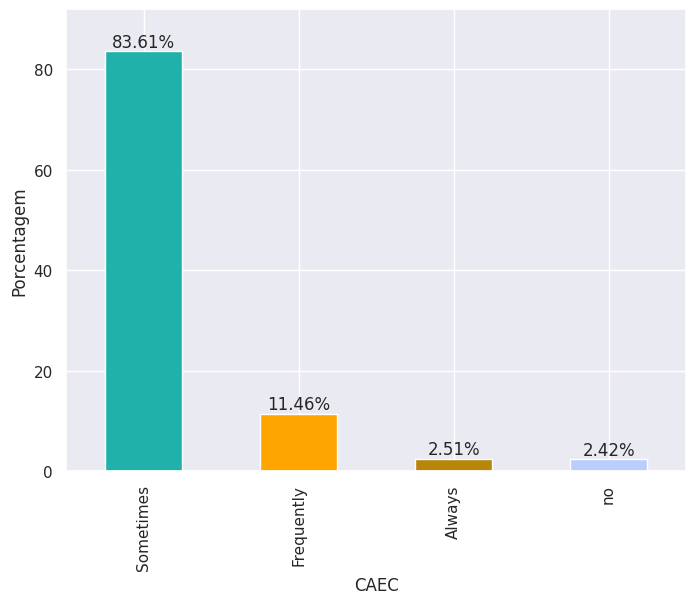 83.61%
80
60
Porcentagem
40
20
11.46%
2.51%
2.42%
0
Sometimes
Frequently
Always
no
CAEC